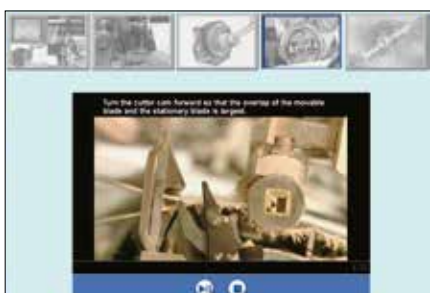 Turn the cutter cam forward so that the overlap of the movable
blade and the stationary blade is largest.